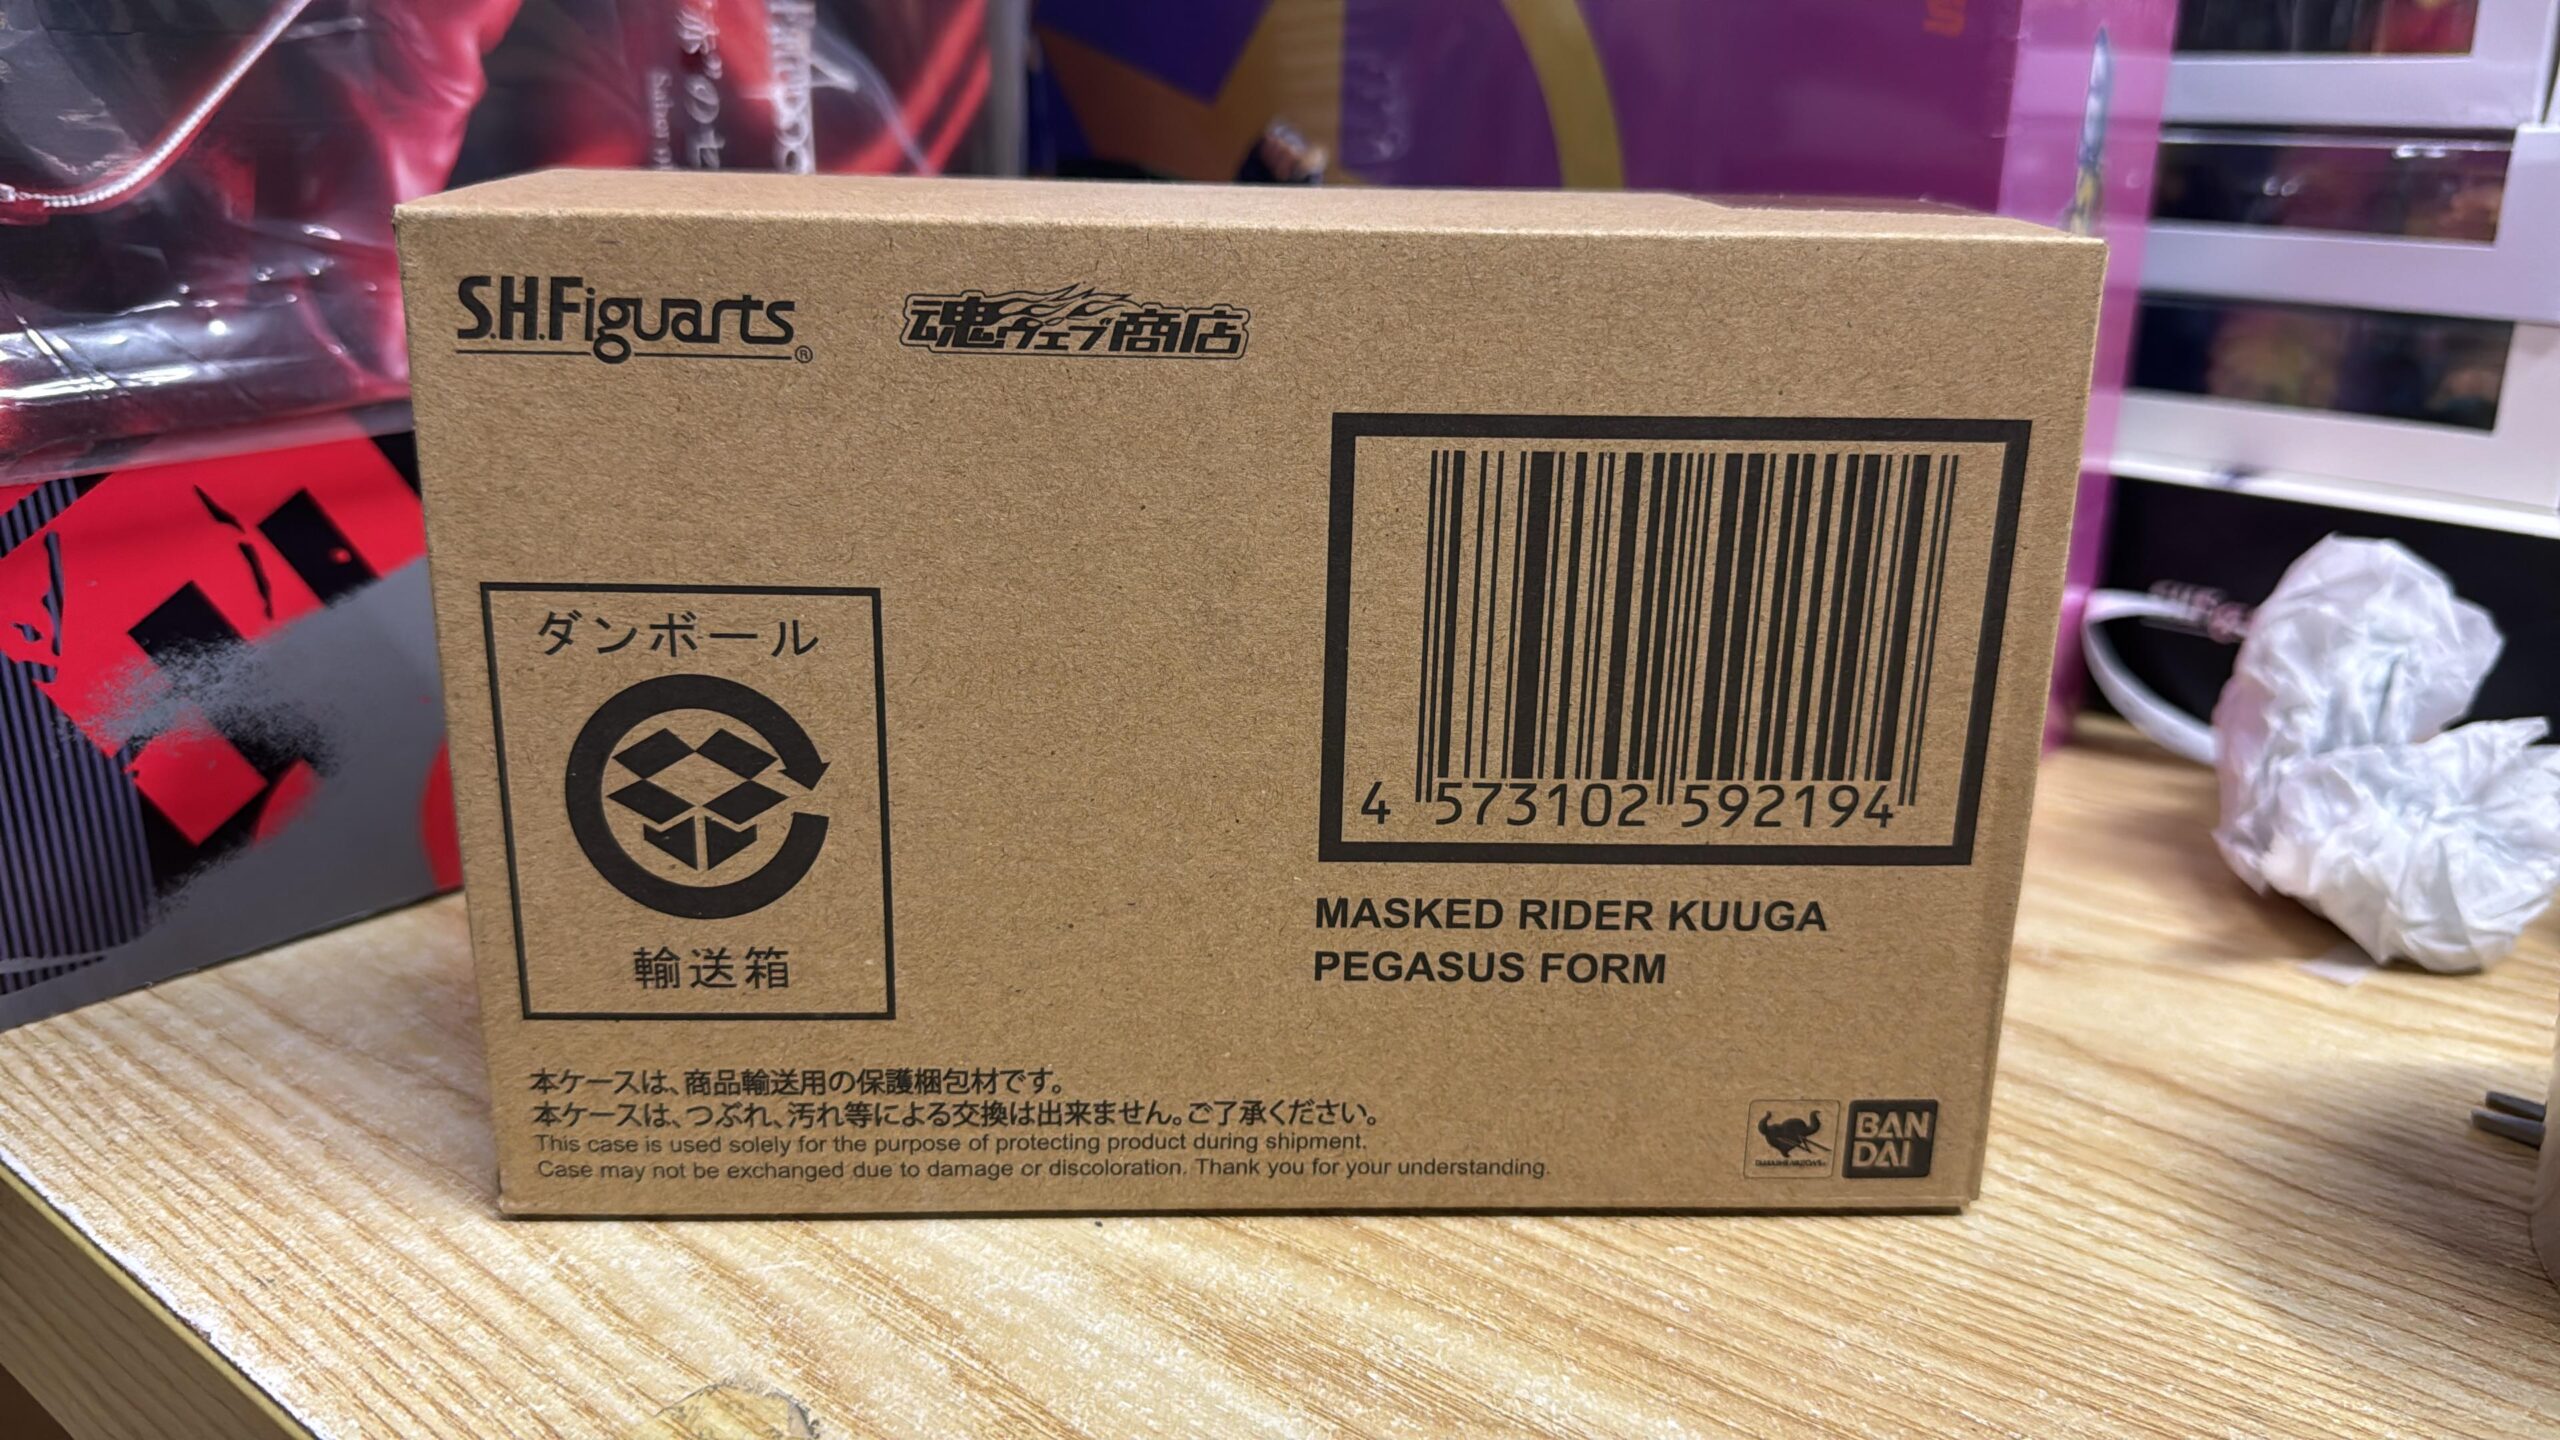 S.H.Figuarts®
魂ウェブ商店
4 573102 592194
ダンボール
輸送箱
MASKED RIDER KUUGA
PEGASUS FORM
本ケースは、商品輸送用の保護梱包材です。
本ケースは、つぶれ、汚れ等による交換は出来ません。ご了承ください。
This case is used solely for the purpose of protecting product during shipment.
Case may not be exchanged due to damage or discoloration. Thank you for your understanding.
BAN
DAI